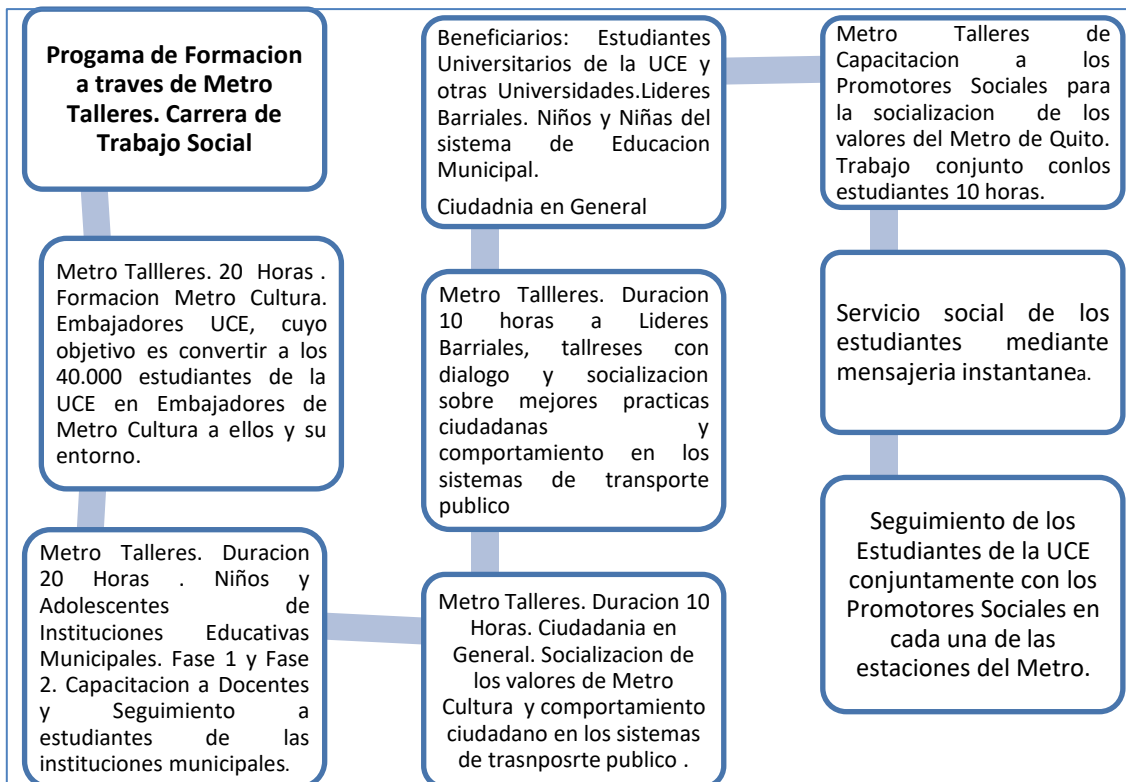 Progama de Formacion
a traves de Metro
Talleres. Carrera de
Trabajo Social
Metro Tallleres. 20 Horas .
Formacion Metro Cultura.
Embajadores UCE, cuyo
objetivo es convertir a los
40.000 estudiantes de la
UCE en Embajadores de
Metro Cultura a ellos y su
entorno.
Metro Talleres. Duracion
20 Horas . Niños y
Adolescentes de
Instituciones Educativas
Municipales. Fase 1 y Fase
2. Capacitacion a Docentes
y Seguimiento a
estudiantes de las
instituciones municipales.
Metro Talleres. Duracion 10
Horas. Ciudadania en
General. Socializacion de
los valores de Metro
Cultura y comportamiento
ciudadano en los sistemas
de trasnposrte publico .
Metro Tallleres. Duracion
10 horas a Lideres
Barriales, tallreses con
dialogo y socializacion
sobre mejores practicas
ciudadanas y
comportamiento en los
sistemas de transporte
publico
Beneficiarios: Estudiantes
Universitarios de la UCE y
otras Universidades.Lideres
Barriales. Niños y Niñas del
sistema de Educacion
Municipal.
Ciudadnia en General
Metro Talleres de
Capacitacion a los
Promotores Sociales para
la socializacion de los
valores del Metro de Quito.
Trabajo conjunto conlos
estudiantes 10 horas.
Servicio social de los
estudiantes mediante
mensajeria instantanea.
Seguimiento de los
Estudiantes de la UCE
conjuntamente con los
Promotores Sociales en
cada una de las
estaciones del Metro.